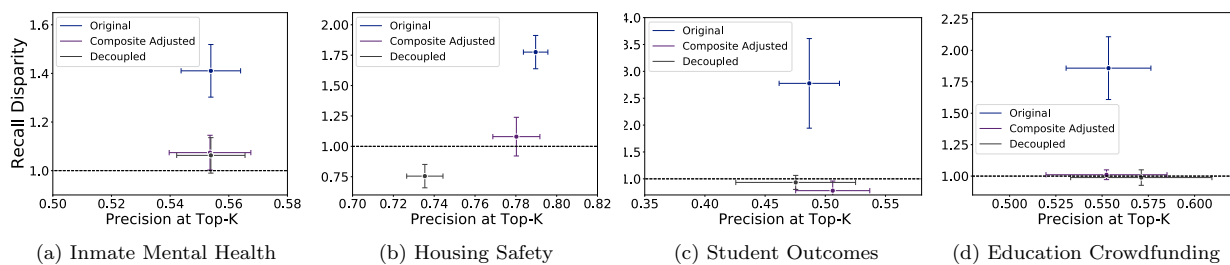 Recall Disparity
1.6
1.4
1.2
1.0
Original
Composite Adjusted
Decoupled
0.50 0.52 0.54 0.56 0.58
Precision at Top-K
(a) Inmate Mental Health
2.00
1.75
1.50
1.25
1.00
0.75
Original
Composite Adjusted
Decoupled
0.70 0.72 0.74 0.76 0.78 0.80 0.82
Precision at Top-K
(b) Housing Safety
4.0
3.5
3.0
2.5
2.0
1.5
1.0
0.5
Original
Composite Adjusted
Decoupled
0.35 0.40 0.45 0.50 0.55
Precision at Top-K
(c) Student Outcomes
2.25
2.00
1.75
1.50
1.25
1.00
0.75
Original
Composite Adjusted
Decoupled
0.500 0.525 0.550 0.575 0.600
Precision at Top-K
(d) Education Crowdfunding